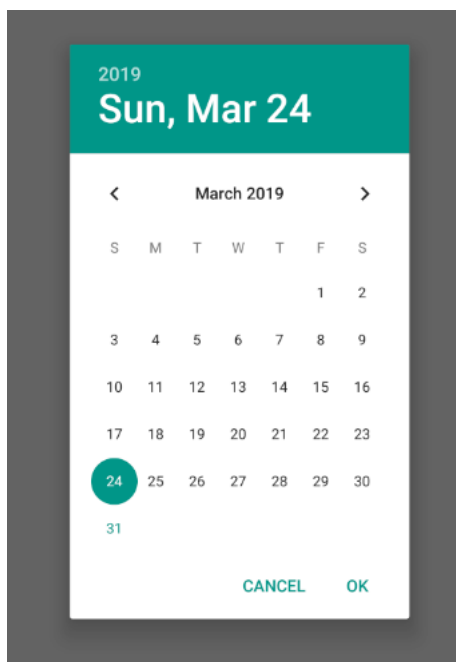 2019
Sun, Mar 24
March 2019
S M T W T F S
1 2
3 4 5 6 7 8 9
10 11 12 13 14 15 16
17 18 19 20 21 22 23
24 25 26 27 28 29 30
31
CANCEL OK